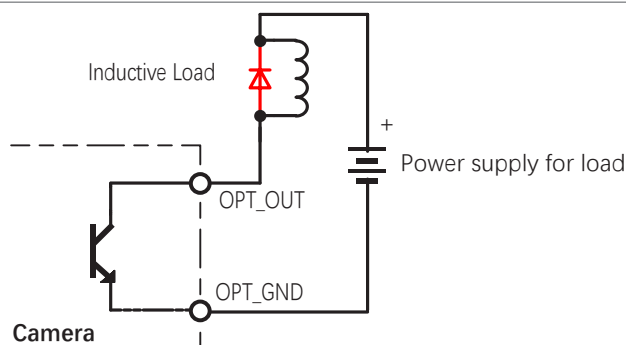 Inductive Load
+
Power supply for load
OPT_OUT
OPT_GND
Camera